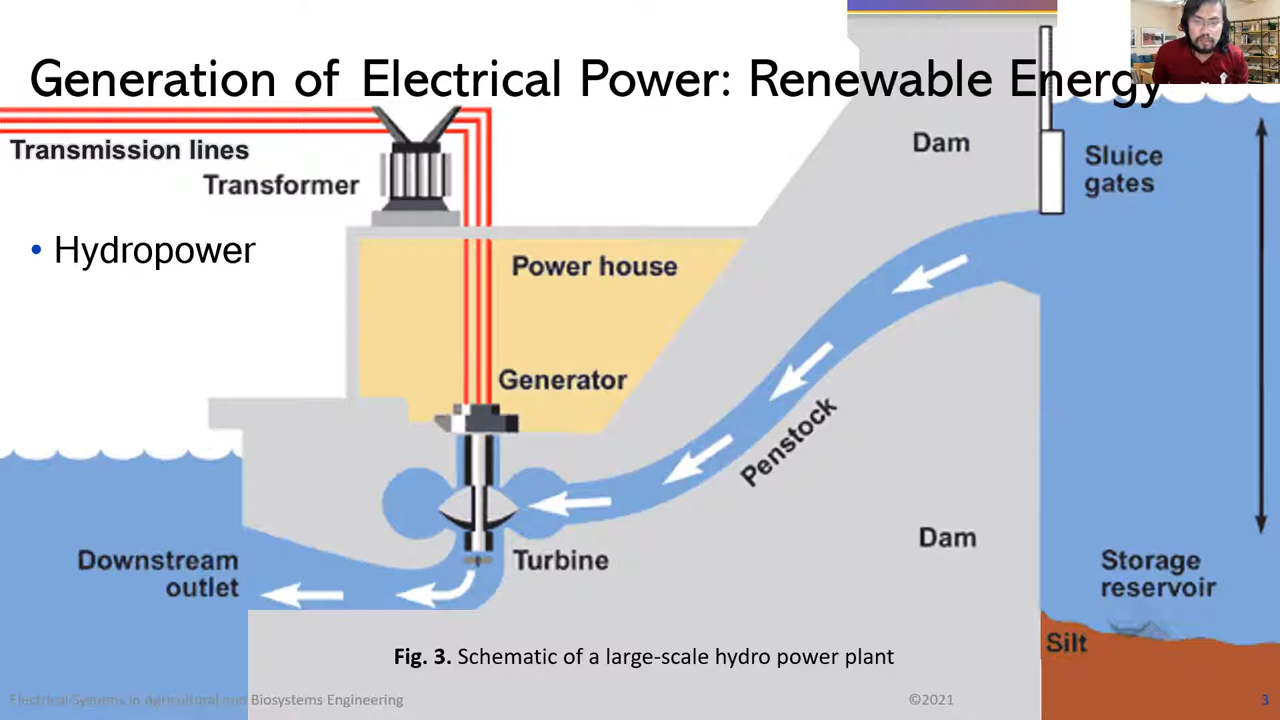 Generation of Electrical Power: Renewable Energy
Transmission lines
Transformer
Dam
Sluice
gates
• Hydropower
Power house
Generator
Penstock
Dam
Downstream
outlet
Turbine
Storage
reservoir
Silt
Fig. 3. Schematic of a large-scale hydro power plant
Electrical Systems in Agricultural and Biosystems Engineering
©2021
3